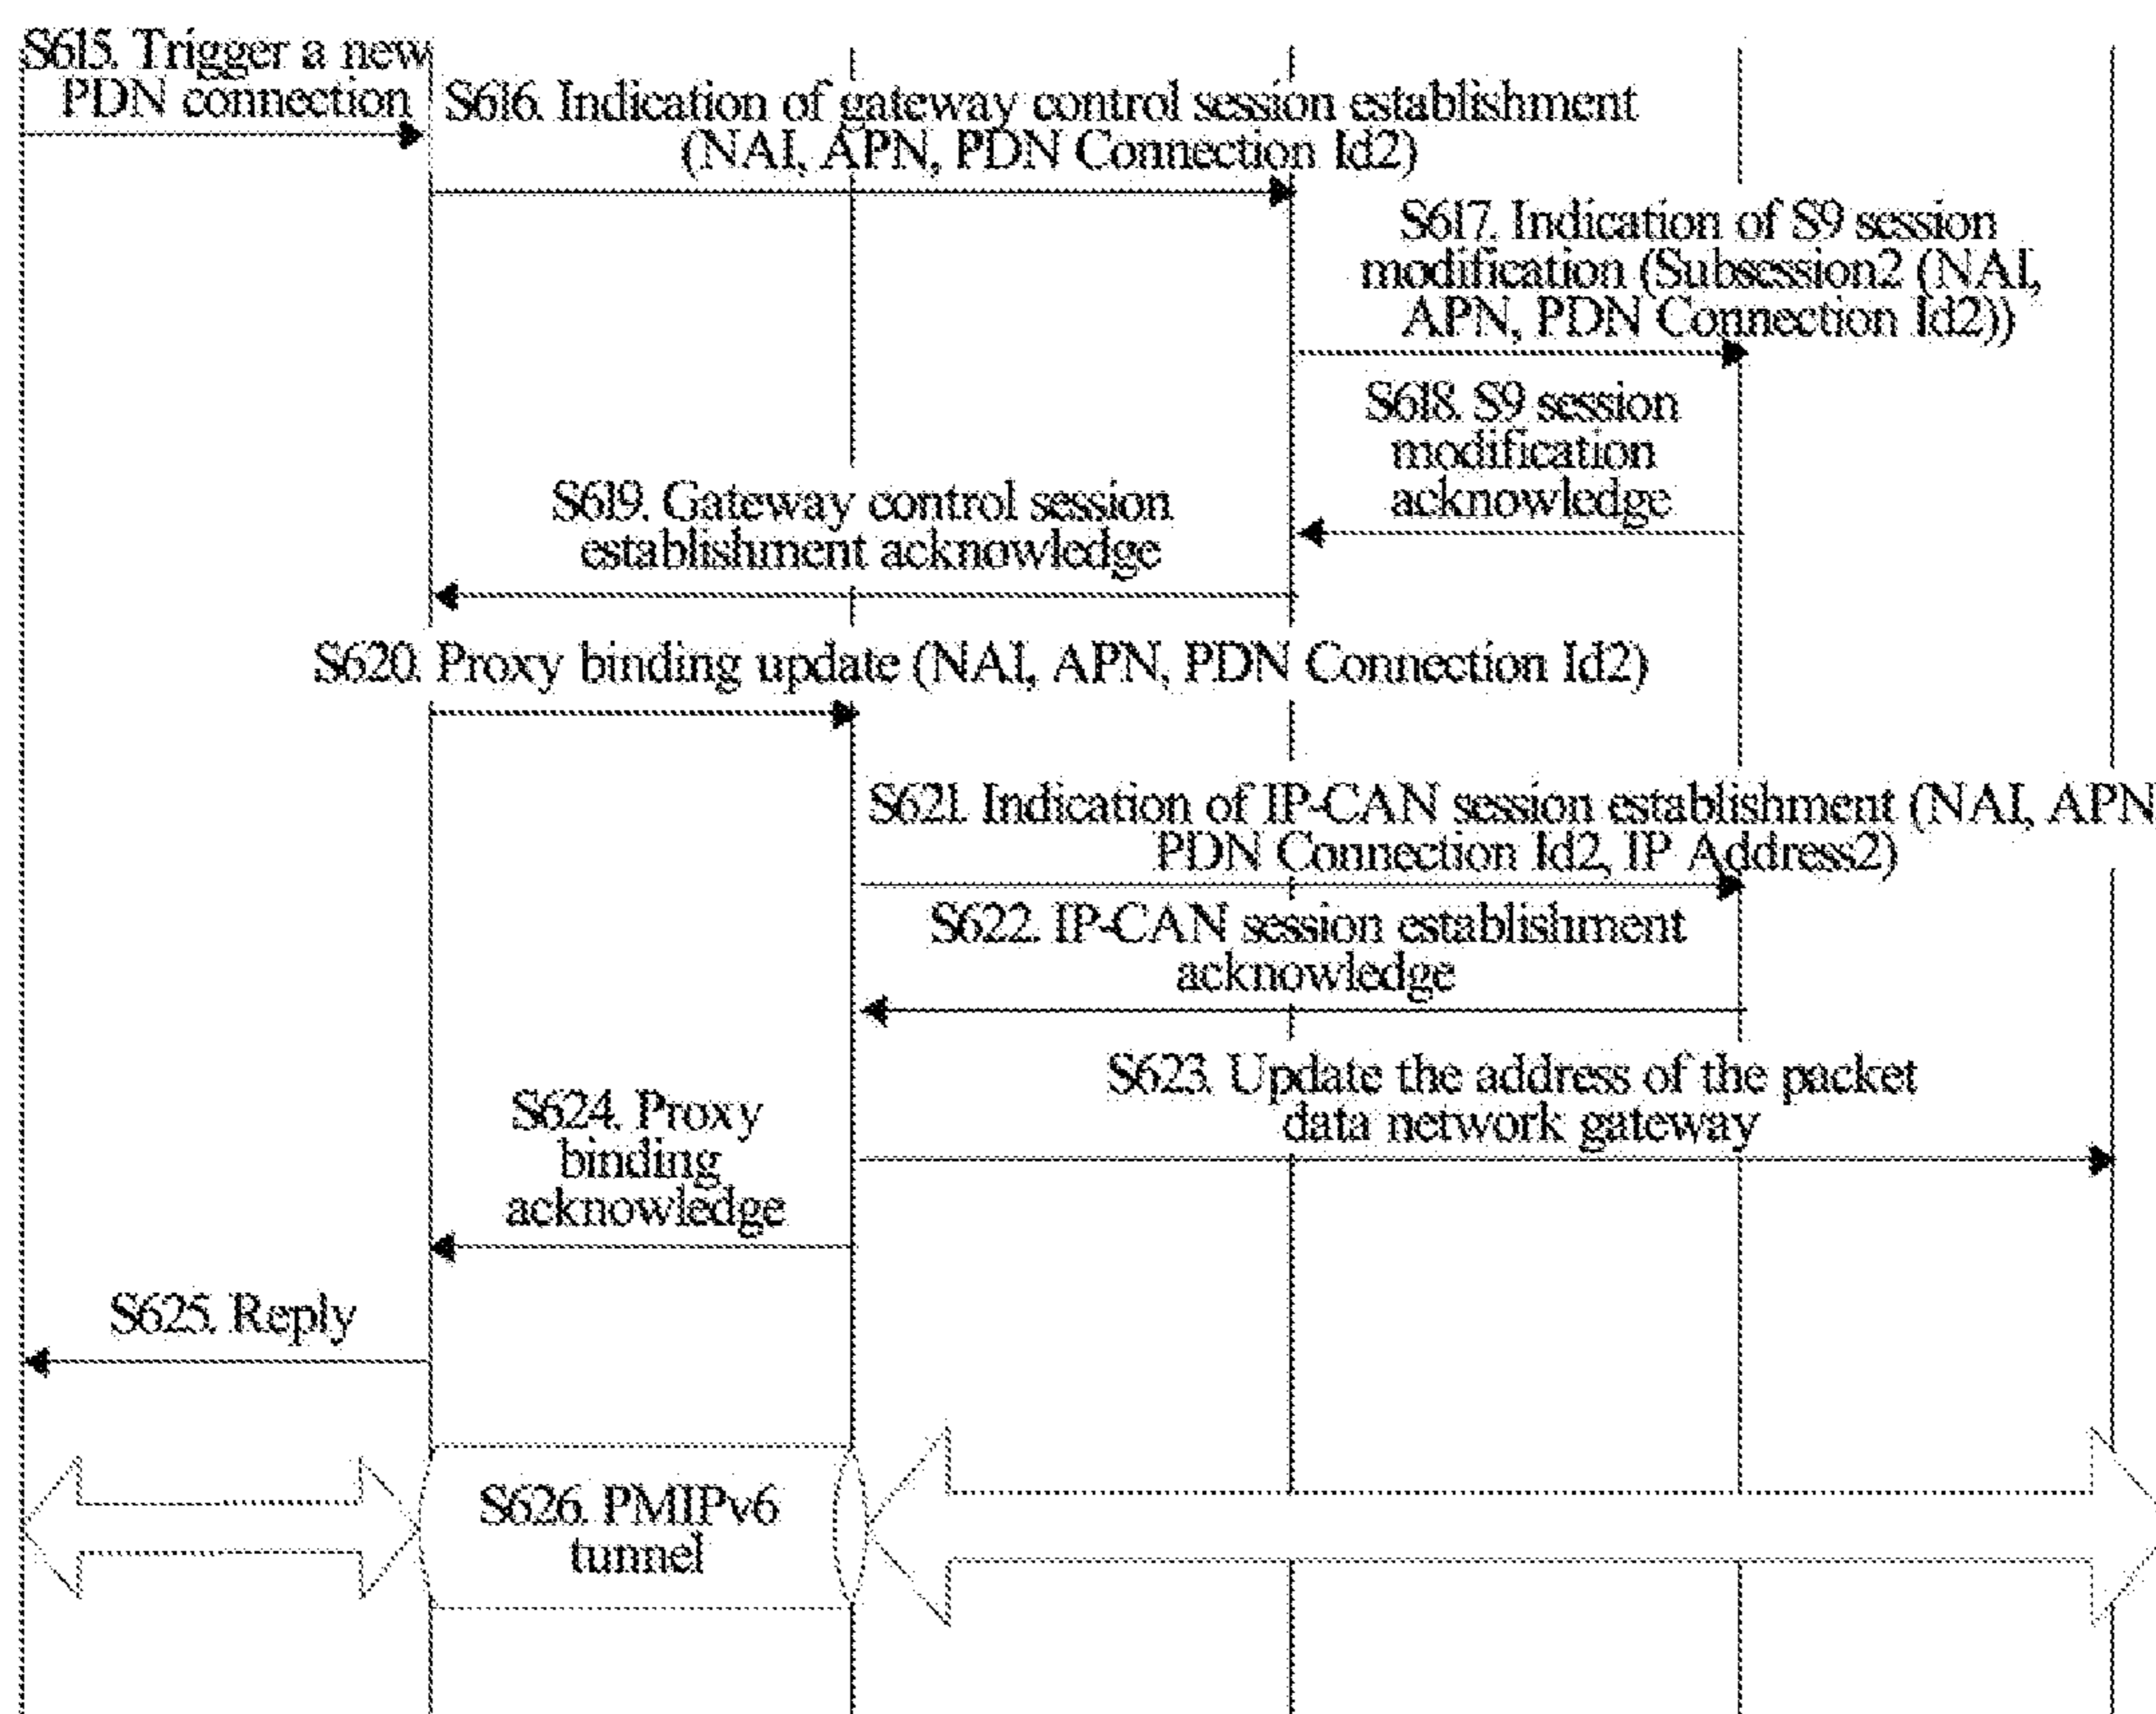 S615. Trigger a new
PDN connection
S616. Indication of gateway control session establishment
(NAI, APN, PDN Connection Id2)
S617. Indication of S9 session
modification (Subsession2 (NAI,
APN, PDN Connection Id2))
S618. S9 session
modification
acknowledge
S619. Gateway control session
establishment acknowledge
S620. Proxy binding update (NAI, APN, PDN Connection Id2)
S621. Indication of IP-CAN session establishment (NAI, APN
PDN Connection Id2, IP Address2)
S622. IP-CAN session establishment
acknowledge
S623. Update the address of the packet
data network gateway
S624. Proxy
binding
acknowledge
S625. Reply
S626. PMIPv6
tunnel